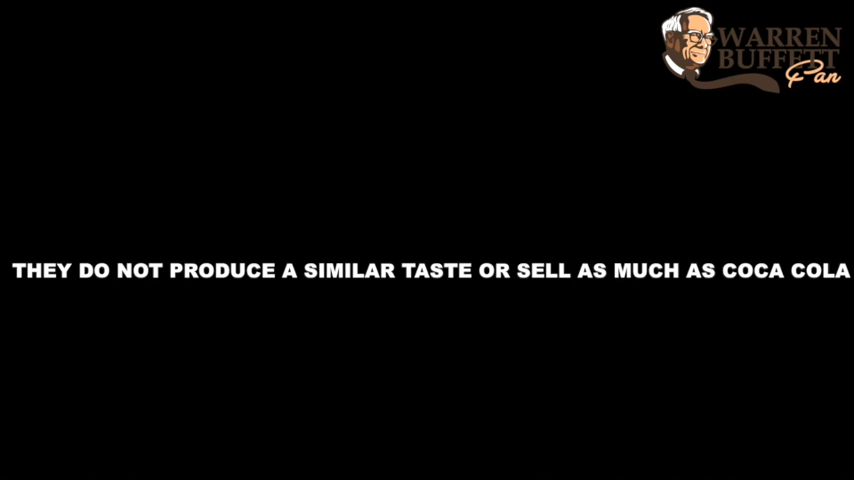 WARREN
BUFFETT
Fan
THEY DO NOT PRODUCE A SIMILAR TASTE OR SELL AS MUCH AS COCA COLA